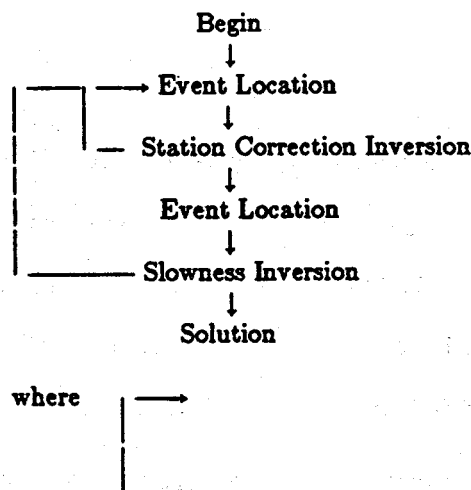 Begin
Event Location
Station Correction Inversion
Event Location
Slowness Inversion
Solution
where